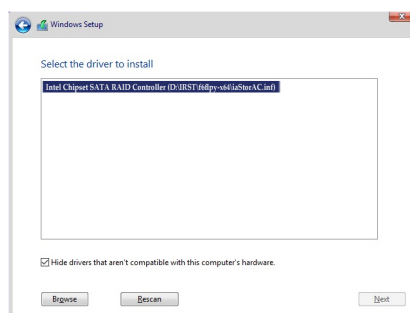 Windows Setup
Select the driver to install
Intel Chipset SATA RAID Controller (D:\IRST\f6flpy-x64\iaStorAC.inf)
Hide drivers that aren't compatible with this computer's hardware.
Browse
Rescan
Next